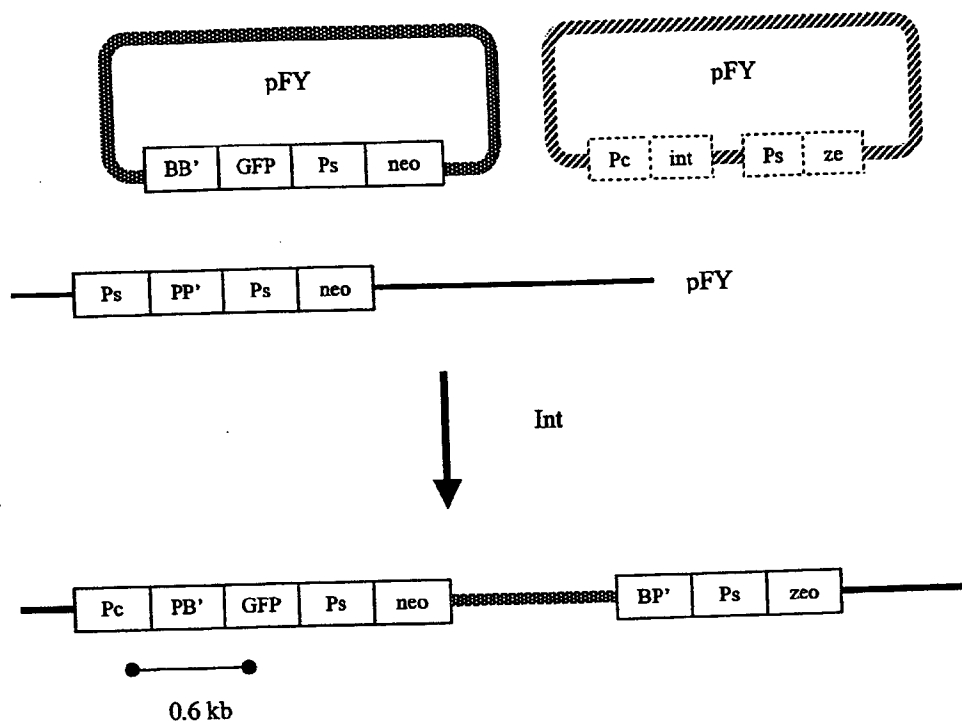 pFY
pFY
BB' GFP Ps neo
Pc int Ps ze
Ps PP' Ps neo
pFY
Int
Pc PB' GFP Ps neo BP' Ps zeo
0.6 kb